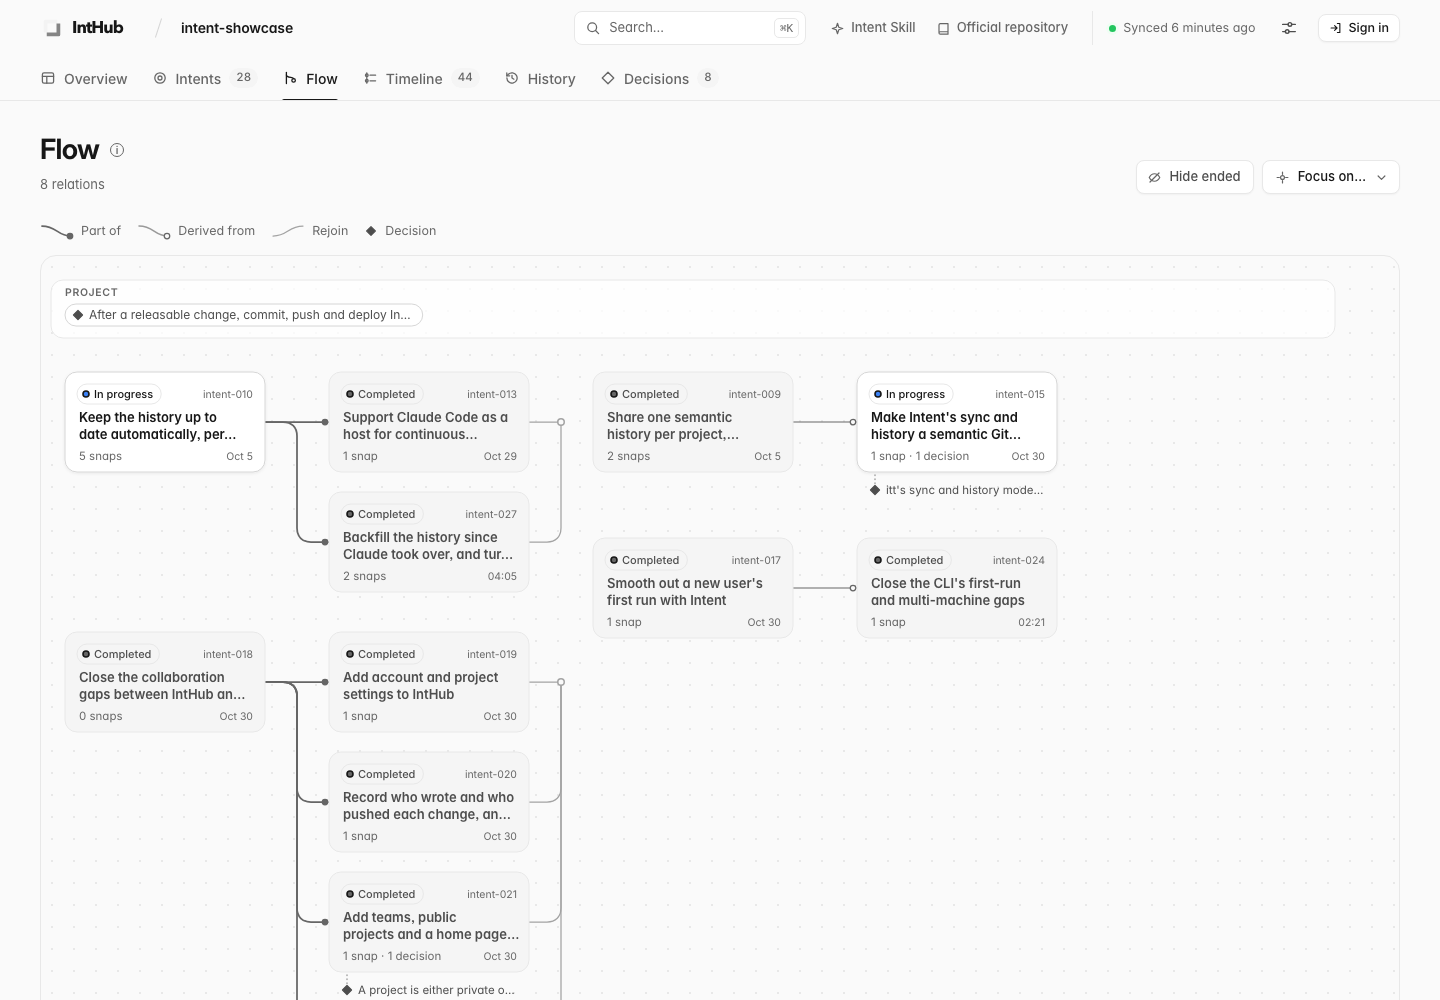 IntHub / intent-showcase
Search... ⌘K
Intent Skill
Official repository
Synced 6 minutes ago
Sign in
Overview
Intents 28
Flow
Timeline 44
History
Decisions 8
Flow
8 relations
Hide ended
Focus on...
Part of
Derived from
Rejoin
Decision
PROJECT
After a releasable change, commit, push and deploy In...
In progress intent-010
Keep the history up to
date automatically, per...
5 snaps Oct 5
Completed intent-013
Support Claude Code as a
host for continuous...
1 snap Oct 29
Completed intent-009
Share one semantic
history per project,...
2 snaps Oct 5
In progress intent-015
Make Intent's sync and
history a semantic Git...
1 snap · 1 decision Oct 30
itt's sync and history mode...
Completed intent-027
Backfill the history since
Claude took over, and tur...
2 snaps 04:05
Completed intent-017
Smooth out a new user's
first run with Intent
1 snap Oct 30
Completed intent-024
Close the CLI's first-run
and multi-machine gaps
1 snap 02:21
Completed intent-018
Close the collaboration
gaps between IntHub an...
0 snaps Oct 30
Completed intent-019
Add account and project
settings to IntHub
1 snap Oct 30
Completed intent-020
Record who wrote and who
pushed each change, an...
1 snap Oct 30
Completed intent-021
Add teams, public
projects and a home page...
1 snap · 1 decision Oct 30
A project is either private o...